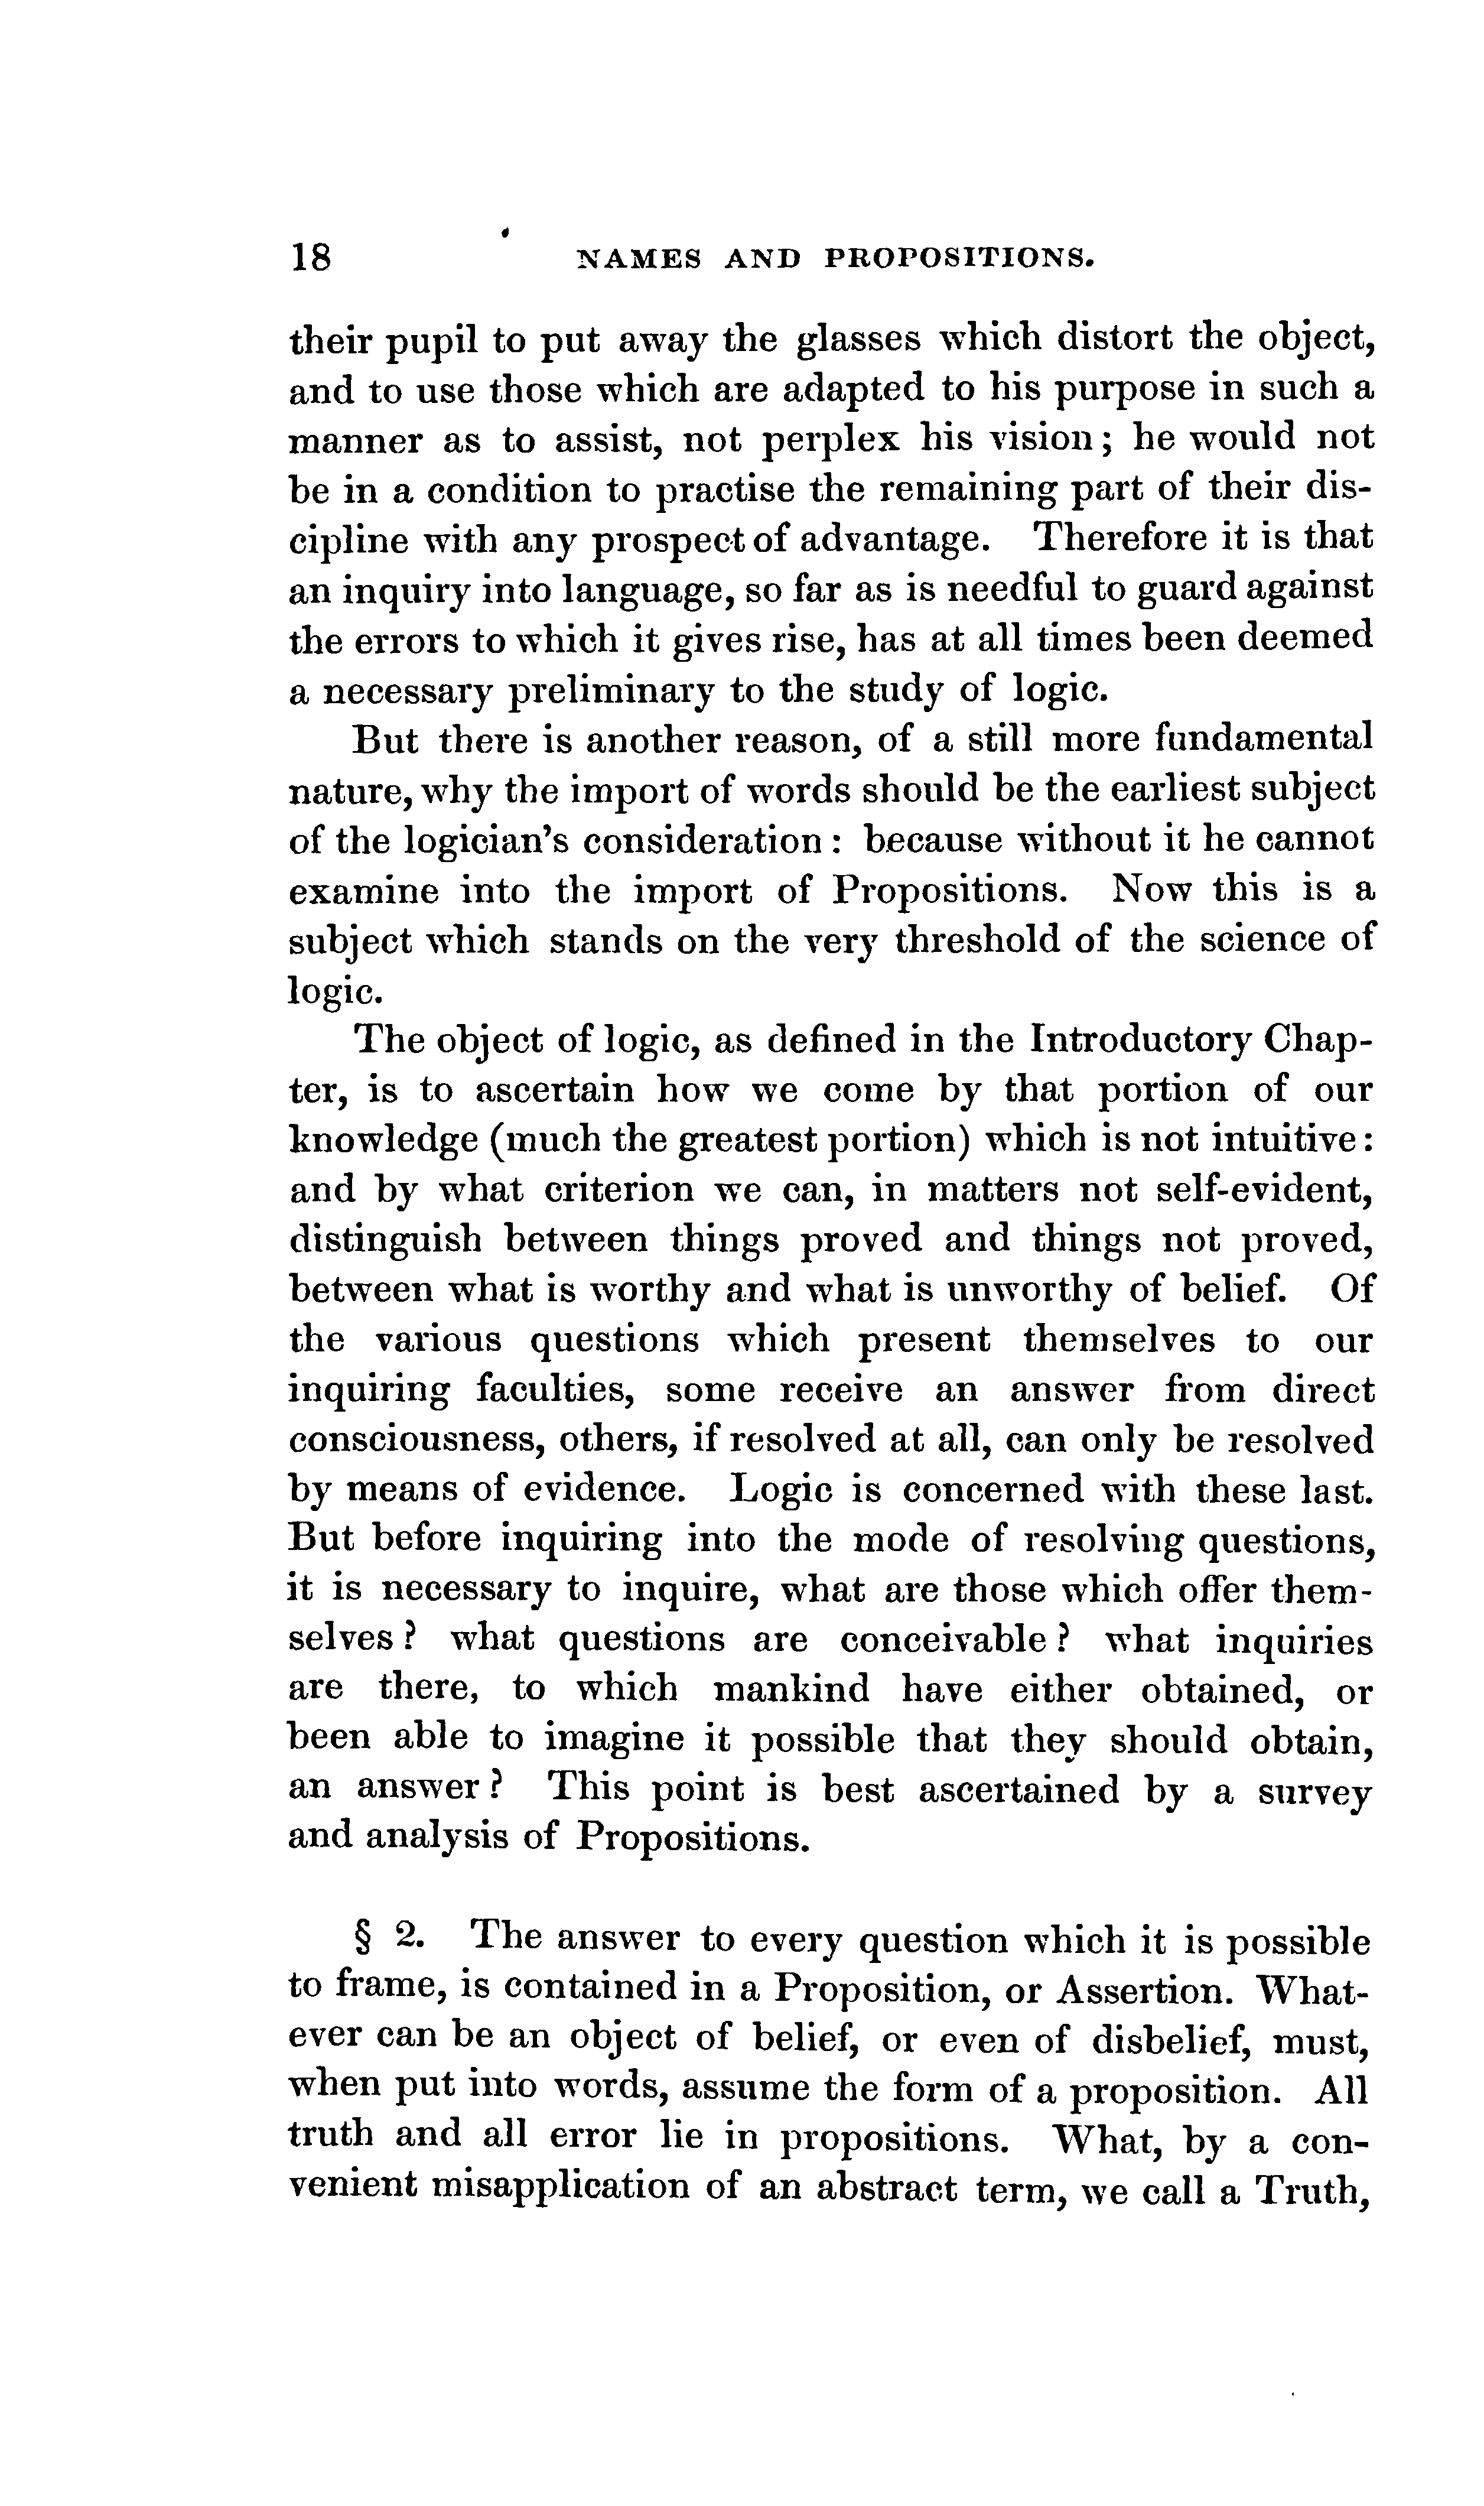 18 NAMES AND PROPOSITIONS.
their pupil to put away the glasses which distort the object,
and to use those which are adapted to his purpose in such a
manner as to assist, not perplex his vision; he would not
be in a condition to practise the remaining part of their dis-
cipline with any prospect of advantage. Therefore it is that
an inquiry into language, so far as is needful to guard against
the errors to which it gives rise, has at all times been deemed
a necessary preliminary to the study of logic.
But there is another reason, of a still more fundamental
nature, why the import of words should be the earliest subject
of the logician's consideration: because without it he cannot
examine into the import of Propositions. Now this is a
subject which stands on the very threshold of the science of
logic.
The object of logic, as defined in the Introductory Chap-
ter, is to ascertain how we come by that portion of our
knowledge (much the greatest portion) which is not intuitive:
and by what criterion we can, in matters not self-evident,
distinguish between things proved and things not proved,
between what is worthy and what is unworthy of belief. Of
the various questions which present themselves to our
inquiring faculties, some receive an answer from direct
consciousness, others, if resolved at all, can only be resolved
by means of evidence. Logic is concerned with these last.
But before inquiring into the mode of resolving questions,
it is necessary to inquire, what are those which offer them-
selves? what questions are conceivable? what inquiries
are there, to which mankind have either obtained, or
been able to imagine it possible that they should obtain,
an answer? This point is best ascertained by a survey
and analysis of Propositions.
§ 2. The answer to every question which it is possible
to frame, is contained in a Proposition, or Assertion. What-
ever can be an object of belief, or even of disbelief, must,
when put into words, assume the form of a proposition. All
truth and all error lie in propositions. What, by a con-
venient misapplication of an abstract term, we call a Truth,